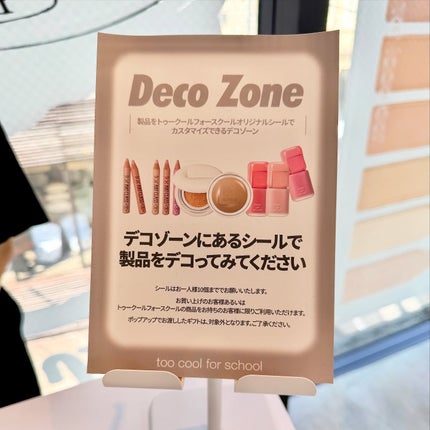 Deco Zone
製品をトゥークールフォースクールオリジナルシールで
カスタマイズできるデコゾーン
デコゾーンにあるシールで
製品をデコってみてください
シールはお一人様10個まででお願いいたします。
お買い上げのお客様あるいは
トゥークールフォースクールの商品をお持ちのお客様に限りご利用いただけます。
ポップアップでお渡ししたギフトは、対象外となります。ご了承ください。
too cool for school